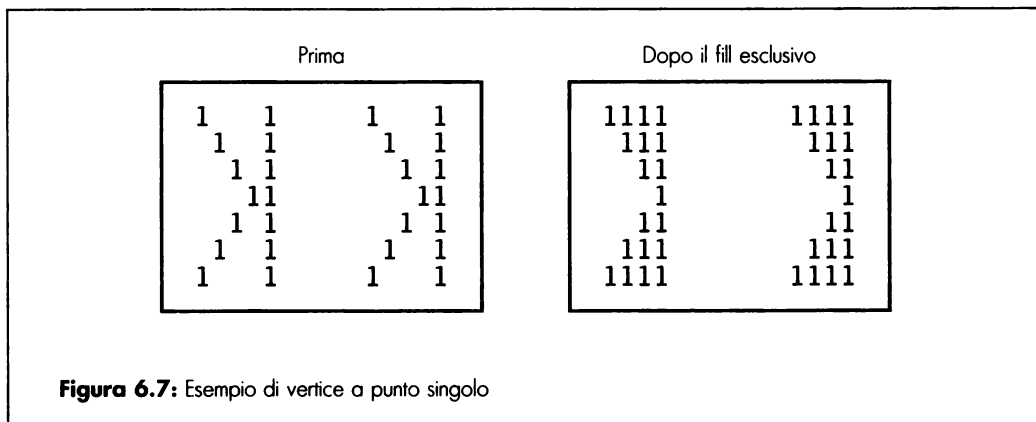 Prima
1   1     1   1
1  1      1  1
1 1       1 1
11        11
1 1       1 1
1  1      1  1
1   1     1   1
Dopo il fill esclusivo
1111 1111
111 111
11 11
1 1
11 11
111 111
1111 1111
Figura 6.7: Esempio di vertice a punto singolo